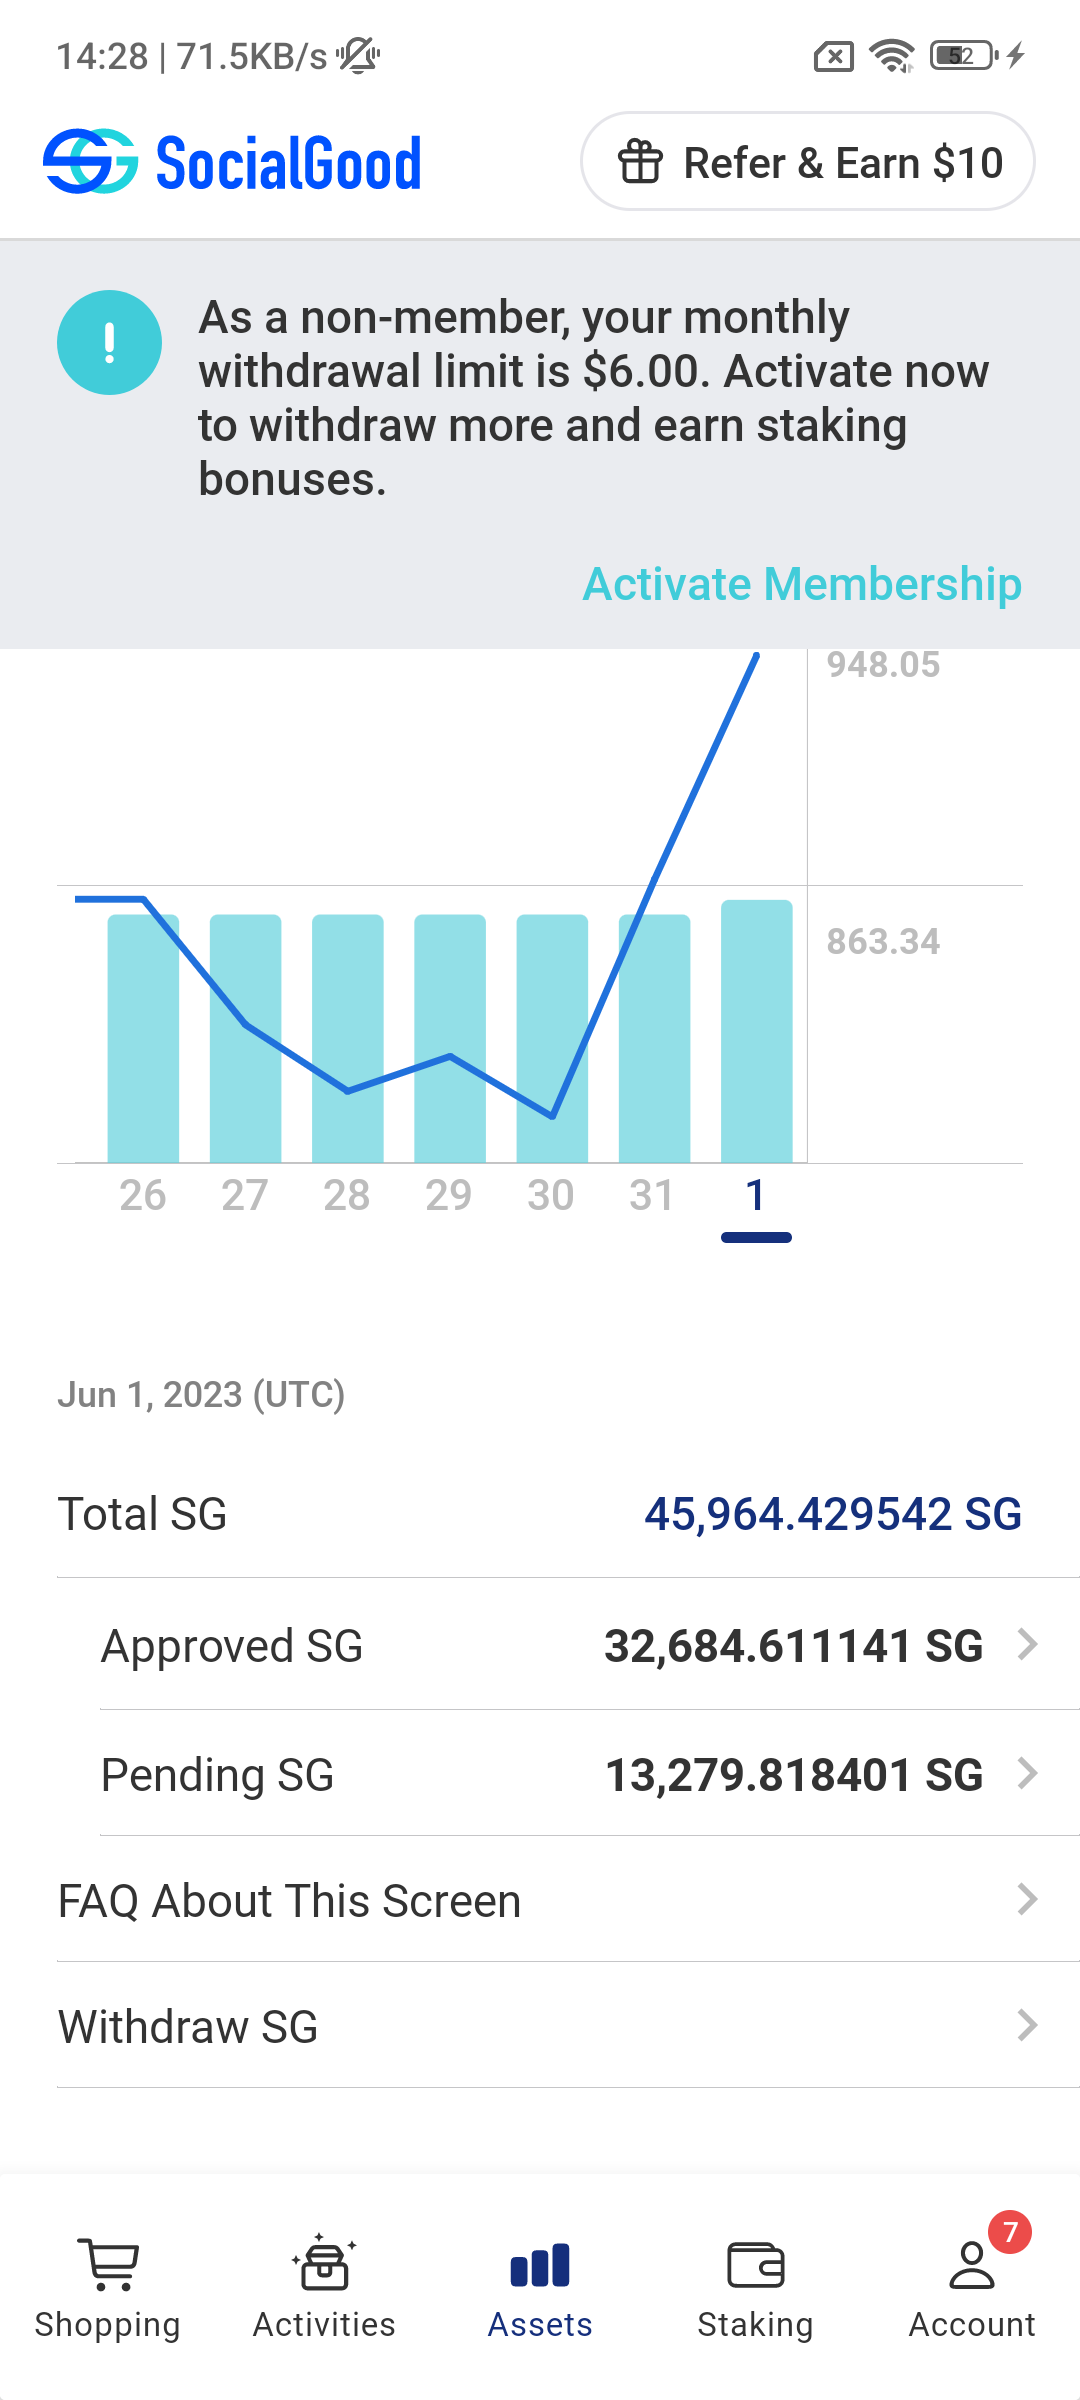 14:28 | 71.5KB/s
52
SocialGood
Refer & Earn $10
As a non-member, your monthly
withdrawal limit is $6.00. Activate now
to withdraw more and earn staking
bonuses.
Activate Membership
948.05
863.34
26 27 28 29 30 31 1
Jun 1, 2023 (UTC)
Total SG 45,964.429542 SG
Approved SG 32,684.611141 SG
Pending SG 13,279.818401 SG
FAQ About This Screen
Withdraw SG
7
Shopping Activities Assets Staking Account